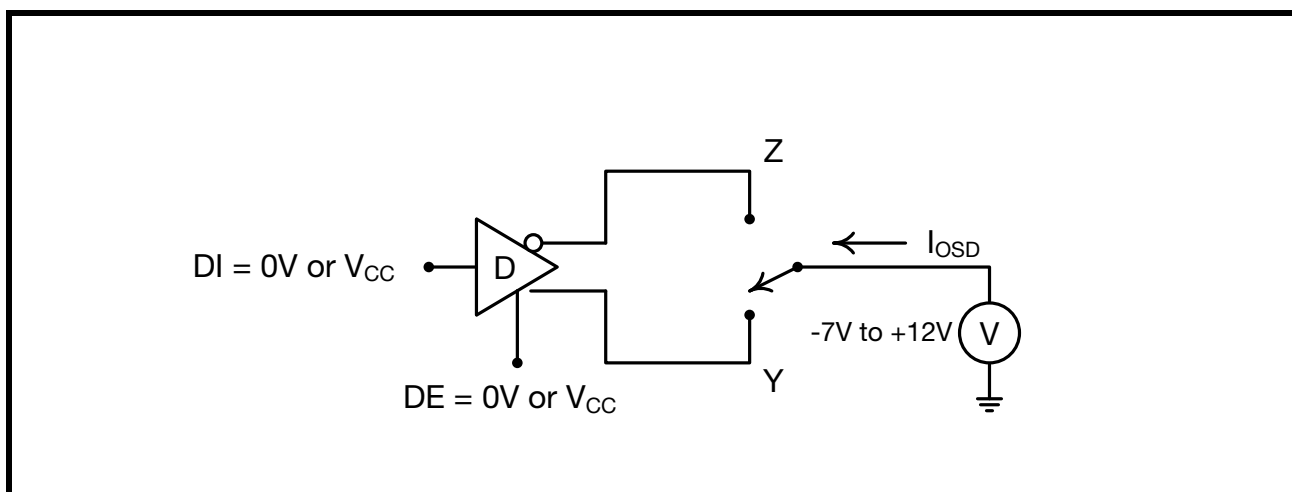 Z
I_OSD
DI = 0V or V_CC
D
-7V to +12V
V
Y
DE = 0V or V_CC